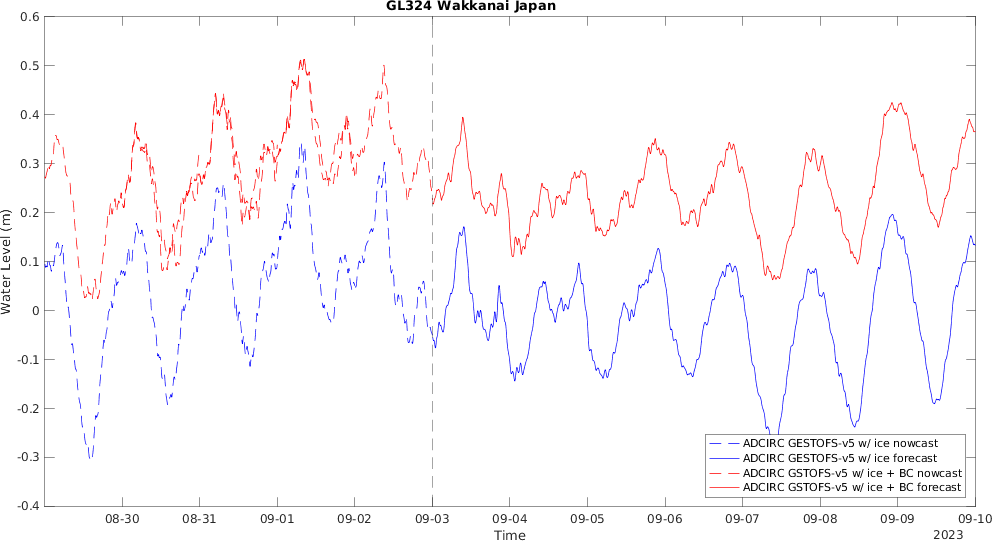 GL324 Wakkanai Japan
0.6
0.5
0.4
0.3
0.2
0.1
0
-0.1
-0.2
-0.3
-0.4
Water Level (m)
ADCIRC GESTOFS-v5 w/ ice nowcast
ADCIRC GESTOFS-v5 w/ ice forecast
ADCIRC GSTOFS-v5 w/ ice + BC nowcast
ADCIRC GSTOFS-v5 w/ ice + BC forecast
08-30 08-31 09-01 09-02 09-03 09-04 09-05 09-06 09-07 09-08 09-09 09-10
Time
2023